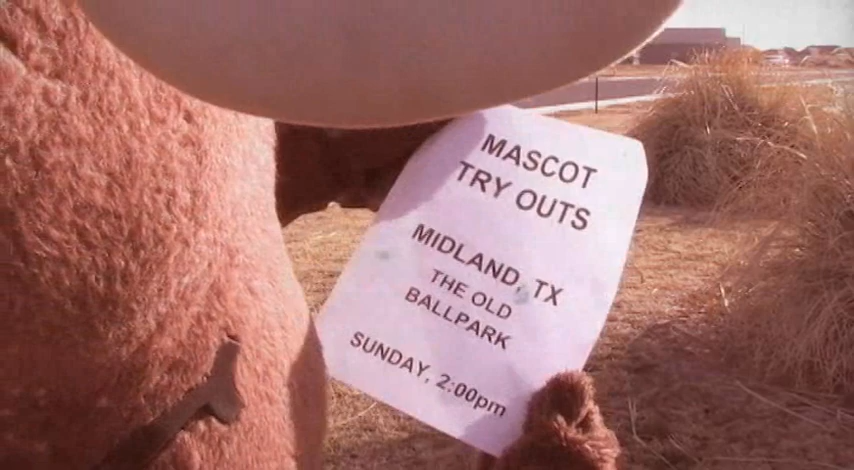 MASCOT
TRY OUTS
MIDLAND, TX
THE OLD
BALLPARK
SUNDAY, 2:00pm